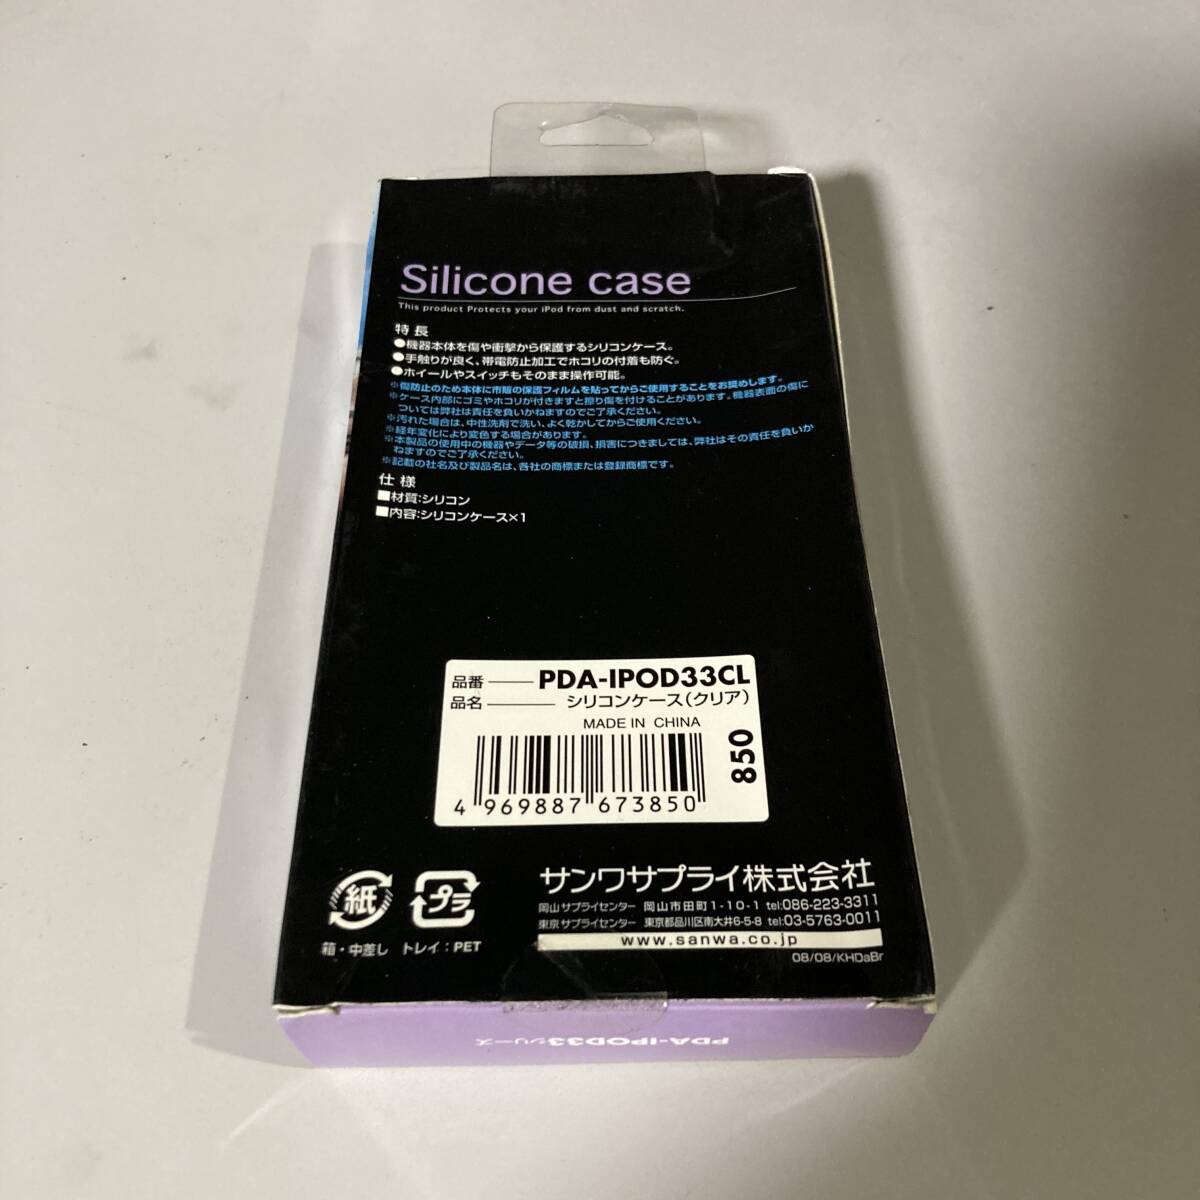 Silicone case
This product Protects your iPod from dust and scratch.
特長
●機器本体を傷や衝撃から保護するシリコンケース。
●手触りが良く、帯電防止加工でホコリの付着も防ぐ。
●ホイールやスイッチもそのまま操作可能。
※傷防止のため本体に市販の保護フィルムを貼ってからご使用することをお奨めします。
※ケース内部にゴミやホコリが付きますと擦り傷を付けることがあります。機器表面の傷に
ついては弊社は責任を負いかねますのでご了承ください。
※汚れた場合は、中性洗剤で洗い、よく乾かしてからご使用ください。
※経年変化により変色する場合があります。
※本製品の使用中の機器やデータ等の破損、損害につきましては、弊社はその責任を負いか
ねますのでご了承ください。
※記載の社名及び製品名は、各社の商標または登録商標です。
仕様
■材質:シリコン
■内容:シリコンケース×1
品番 PDA-IPOD33CL
品名 シリコンケース(クリア)
MADE IN CHINA
850
4 969887 673850
紙
箱・中差し
プラ
トレイ:PET
サンワサプライ株式会社
岡山サプライセンター 岡山市田町1-10-1 tel:086-223-3311
東京サプライセンター 東京都品川区南大井6-5-8 tel:03-5763-0011
www.sanwa.co.jp
08/08/KHDaBr
PDA-IPOD33シリーズ